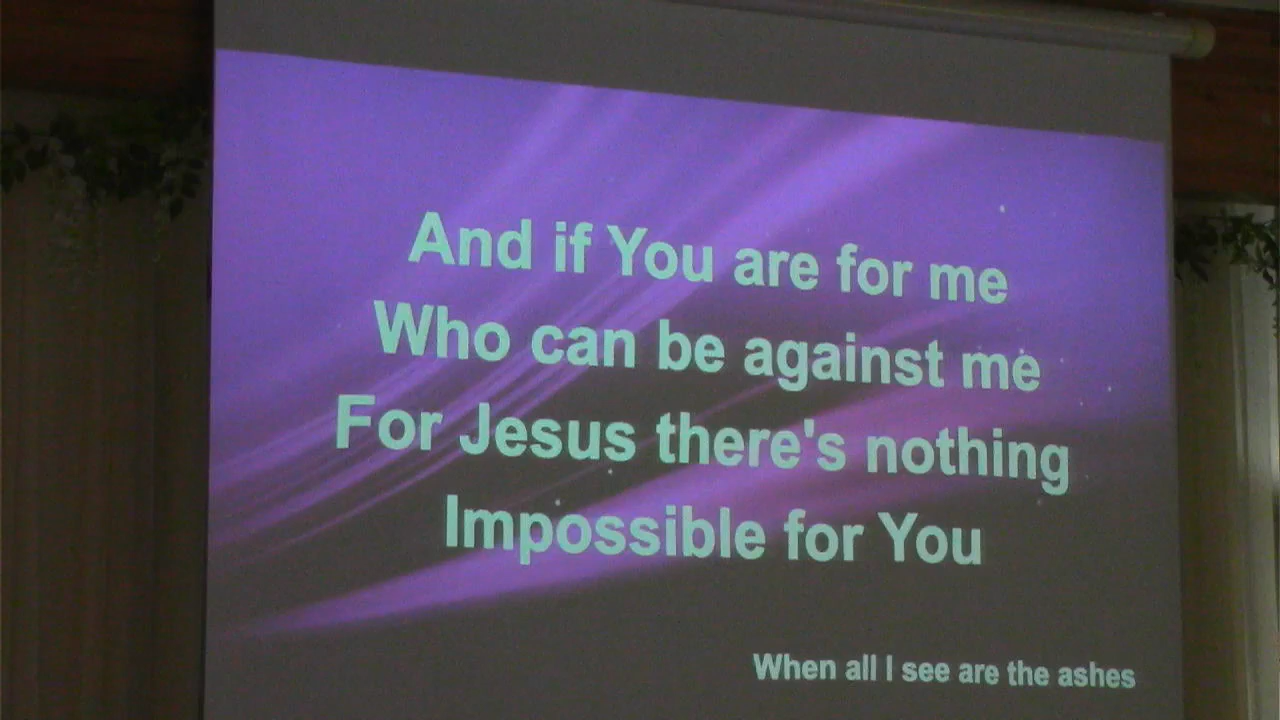 And if You are for me
Who can be against me
For Jesus there's nothing
Impossible for You
When all I see are the ashes